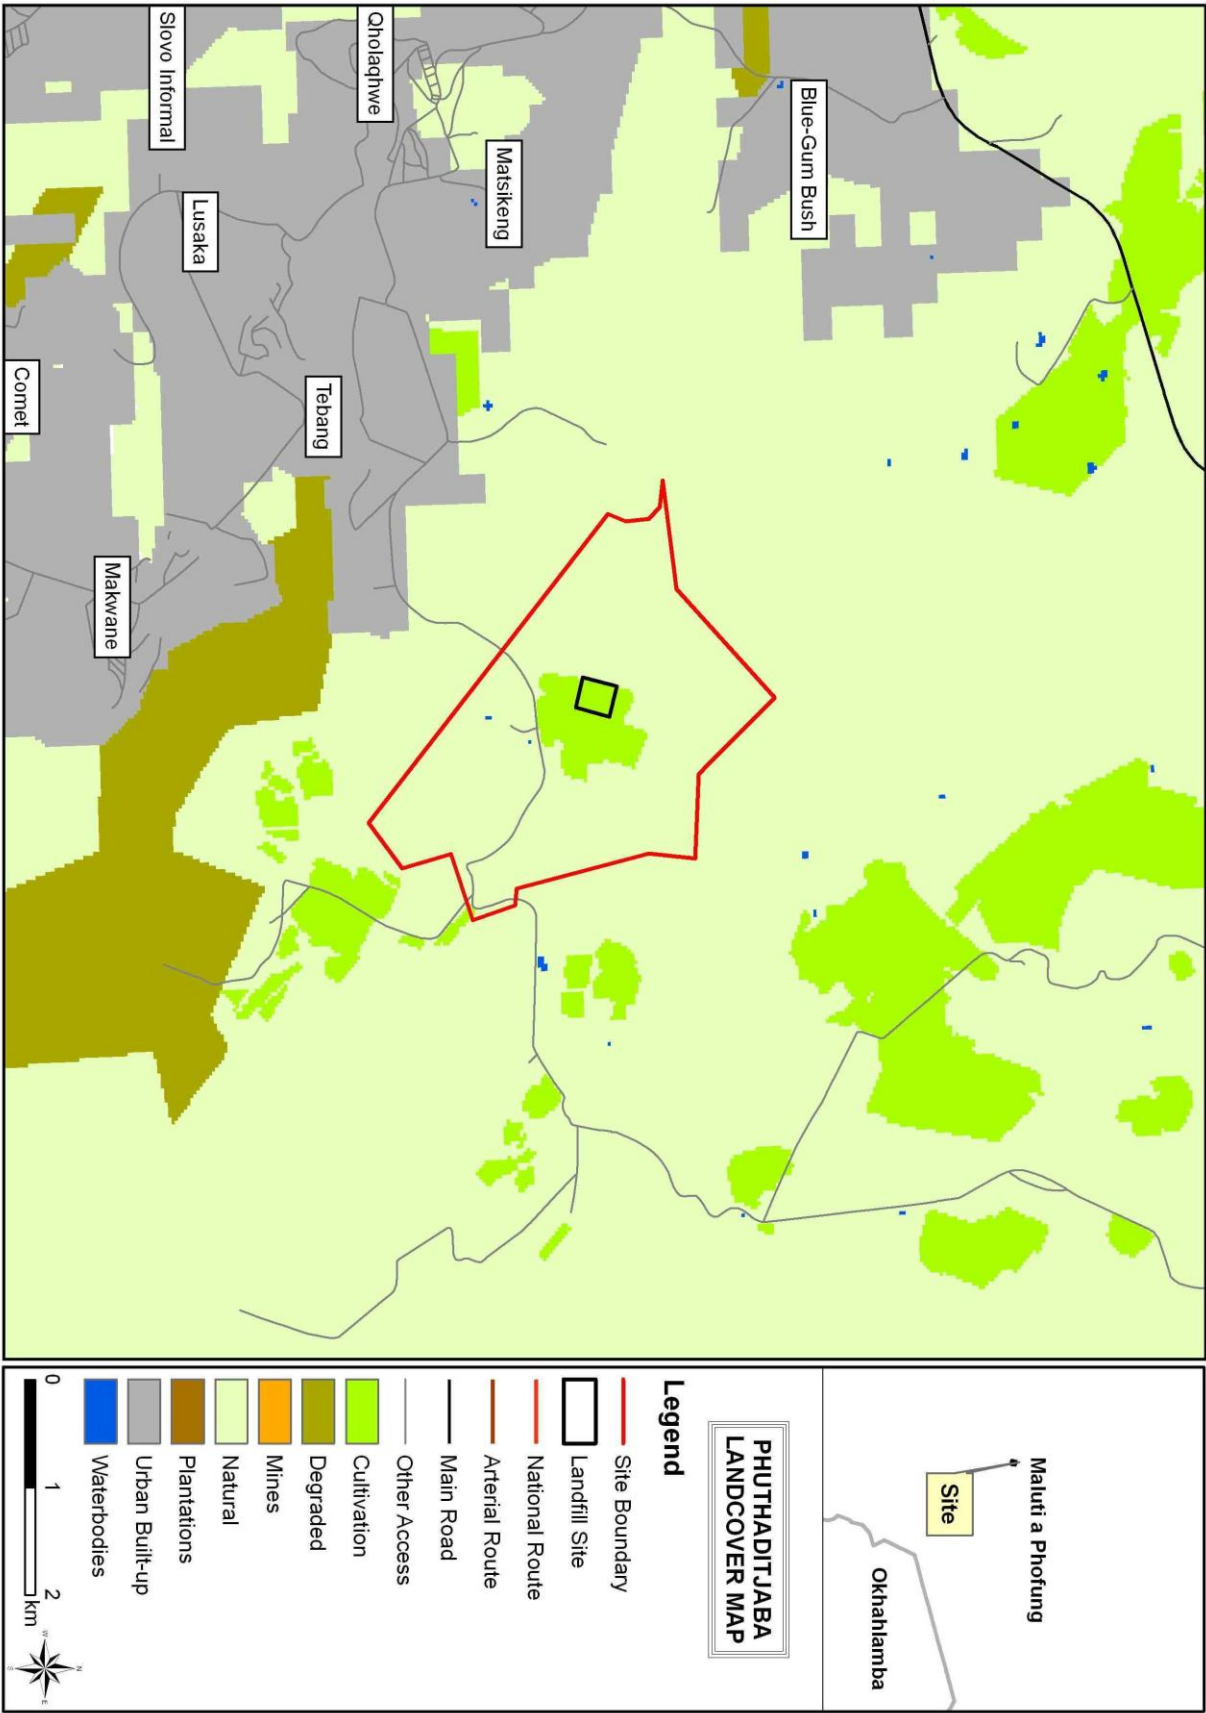 Slovo Informal
Qholaqhwe
Blue-Gum Bush
Matsikeng
Lusaka
Tebang
Comet
Makwane
Maluti a Phofung
Site
Okhahlamba
PHUTHADITJABA
LANDCOVER MAP
Legend
Site Boundary
Landfill Site
National Route
Arterial Route
Main Road
Other Access
Cultivation
Degraded
Mines
Natural
Plantations
Urban Built-up
Waterbodies
0 1 2
km
N
W E
S